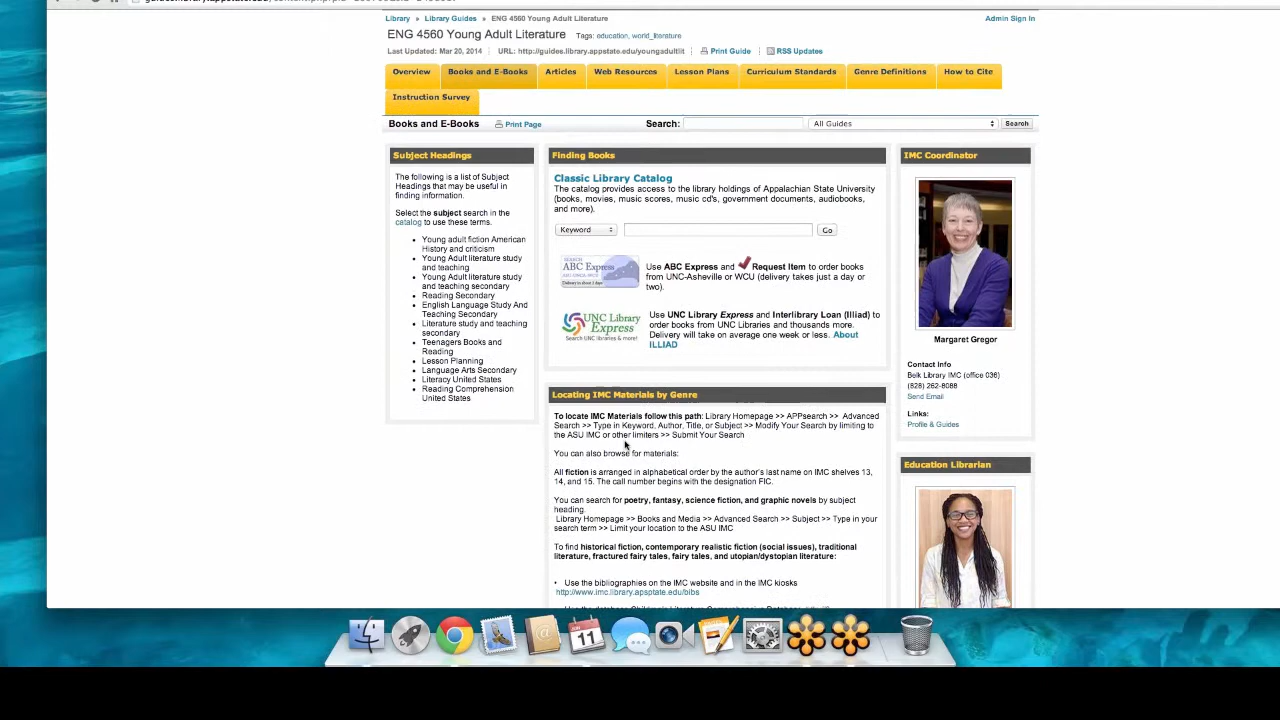 Library » Library Guides » ENG 4560 Young Adult Literature
Admin Sign In
ENG 4560 Young Adult Literature Tags: education, world_literature
Last Updated: Mar 20, 2014 URL: http://guides.library.appstate.edu/youngadultlit Print Guide RSS Updates
Overview Books and E-Books Articles Web Resources Lesson Plans Curriculum Standards Genre Definitions How to Cite
Instruction Survey
Books and E-Books Print Page Search: All Guides Search
Subject Headings
The following is a list of Subject
Headings that may be useful in
finding information.
Select the subject search in the
catalog to use these terms.
• Young adult fiction American
History and criticism
• Young Adult literature study
and teaching
• Young Adult literature study
and teaching secondary
• Reading Secondary
• English Language Study And
Teaching Secondary
• Literature study and teaching
secondary
• Teenagers Books and
Reading
• Lesson Planning
• Language Arts Secondary
• Literacy United States
• Reading Comprehension
United States
Finding Books
Classic Library Catalog
The catalog provides access to the library holdings of Appalachian State University
(books, movies, music scores, music cd's, government documents, audiobooks,
and more).
Keyword Go
SEARCH
ABC Express
Delivery in about 2 days
Use ABC Express and Request Item to order books
from UNC-Asheville or WCU (delivery takes just a day or
two).
UNC Library
Express
Search UNC libraries & more!
Use UNC Library Express and Interlibrary Loan (Illiad) to
order books from UNC Libraries and thousands more.
Delivery will take on average one week or less. About
ILLIAD
Locating IMC Materials by Genre
To locate IMC Materials follow this path: Library Homepage >> APPsearch >> Advanced
Search >> Type in Keyword, Author, Title, or Subject >> Modify Your Search by limiting to
the ASU IMC or other limiters >> Submit Your Search
You can also browse for materials:
All fiction is arranged in alphabetical order by the author's last name on IMC shelves 13,
14, and 15. The call number begins with the designation FIC.
You can search for poetry, fantasy, science fiction, and graphic novels by subject
heading.
Library Homepage >> Books and Media >> Advanced Search >> Subject >> Type in your
search term >> Limit your location to the ASU IMC
To find historical fiction, contemporary realistic fiction (social issues), traditional
literature, fractured fairy tales, fairy tales, and utopian/dystopian literature:
• Use the bibliographies on the IMC website and in the IMC kiosks
http://www.imc.library.appstate.edu/bibs
IMC Coordinator
Margaret Gregor
Contact Info
Belk Library IMC (office 036)
(828) 262-8088
Send Email
Links:
Profile & Guides
Education Librarian
JUN
11